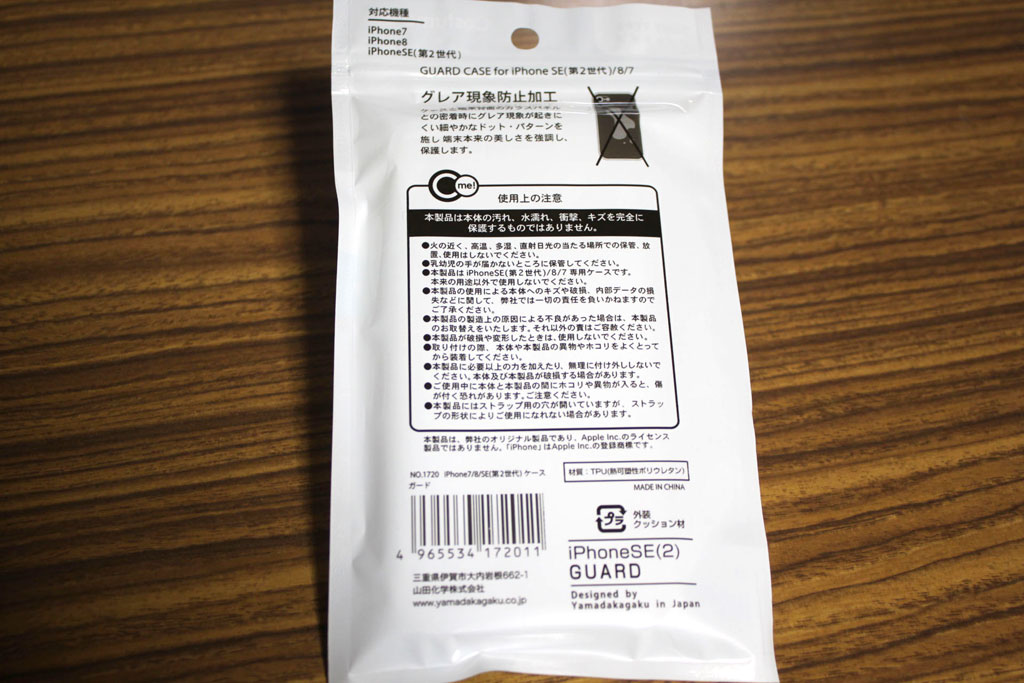 対応機種
iPhone7
iPhone8
iPhoneSE(第2世代)
GUARD CASE for iPhone SE(第2世代)/8/7
グレア現象防止加工
との密着時にグレア現象が起きに
くい細やかなドット・パターンを
施し端末本来の美しさを強調し、
保護します。
C me!
使用上の注意
本製品は本体の汚れ、水濡れ、衝撃、キズを完全に
保護するものではありません。
●火の近く、高温、多湿、直射日光の当たる場所での保管、放
置、使用はしないでください。
●乳幼児の手が届かないところに保管してください。
●本製品は iPhoneSE(第2世代)/8/7 専用ケースです。
本来の用途以外で使用しないでください。
●本製品の使用による本体へのキズや破損、内部データの損
失などに関して、弊社では一切の責任を負いかねますので
ご了承ください。
●本製品の製造上の原因による不良があった場合は、本製品
のお取替えをいたします。それ以外の責はご容赦ください。
●本製品が破損や変形したときは、使用しないでください。
●取り付けの際、本体や本製品の異物やホコリをよくとって
から装着してください。
●本製品に必要以上の力を加えたり、無理に付け外ししないで
ください。本体及び本製品が破損する場合があります。
●ご使用中に本体と本製品の間にホコリや異物が入ると、傷
が付く恐れがあります。ご注意ください。
●本製品にはストラップ用の穴が開いていますが、ストラッ
プの形状によりご使用になれない場合があります。
本製品は、弊社のオリジナル製品であり、Apple Inc.のライセンス
製品ではありません。「iPhone」はApple Inc.の登録商標です。
NO.1720 iPhone7/8/SE(第2世代) ケース
ガード
材質：TPU(熱可塑性ポリウレタン)
MADE IN CHINA
4 965534 172011
プラ
外装
クッション材
iPhoneSE(2)
GUARD
Designed by
Yamadakagaku in Japan
三重県伊賀市大内岩根662-1
山田化学株式会社
www.yamadakagaku.co.jp